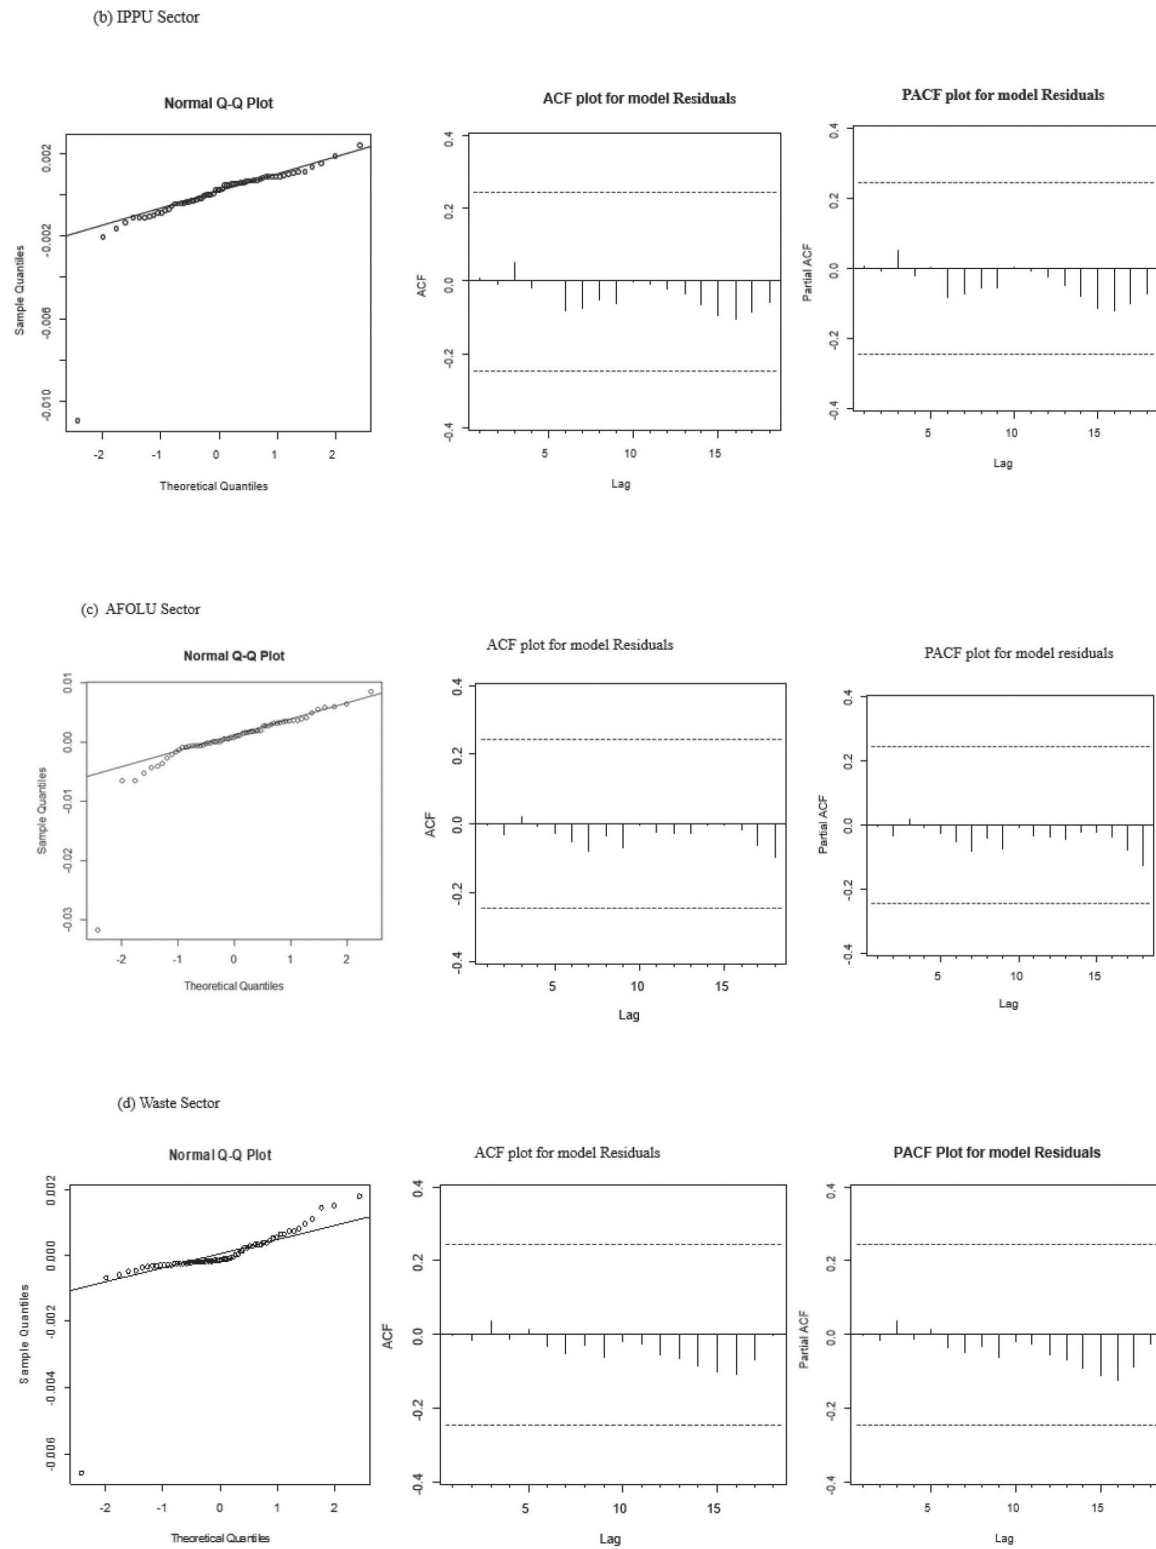 (b) IPPU Sector
Normal Q-Q Plot
ACF plot for model Residuals
PACF plot for model Residuals
Sample Quantiles
0.002
-0.002
-0.006
-0.010
-2 -1 0 1 2
Theoretical Quantiles
ACF
0.4
0.2
0.0
-0.2
-0.4
5 10 15
Lag
Partial ACF
0.4
0.2
0.0
-0.2
-0.4
5 10 15
Lag
(c) AFOLU Sector
Normal Q-Q Plot
ACF plot for model Residuals
PACF plot for model residuals
Sample Quantiles
0.01
0.00
-0.01
-0.02
-0.03
-2 -1 0 1 2
Theoretical Quantiles
ACF
0.4
0.2
0.0
-0.2
-0.4
5 10 15
Lag
Partial ACF
0.4
0.2
0.0
-0.2
-0.4
5 10 15
Lag
(d) Waste Sector
Normal Q-Q Plot
ACF plot for model Residuals
PACF Plot for model Residuals
Sample Quantiles
0.002
0.000
-0.002
-0.004
-0.006
-2 -1 0 1 2
Theoretical Quantiles
ACF
0.4
0.2
0.0
-0.2
-0.4
5 10 15
Lag
Partial ACF
0.4
0.2
0.0
-0.2
-0.4
5 10 15
Lag